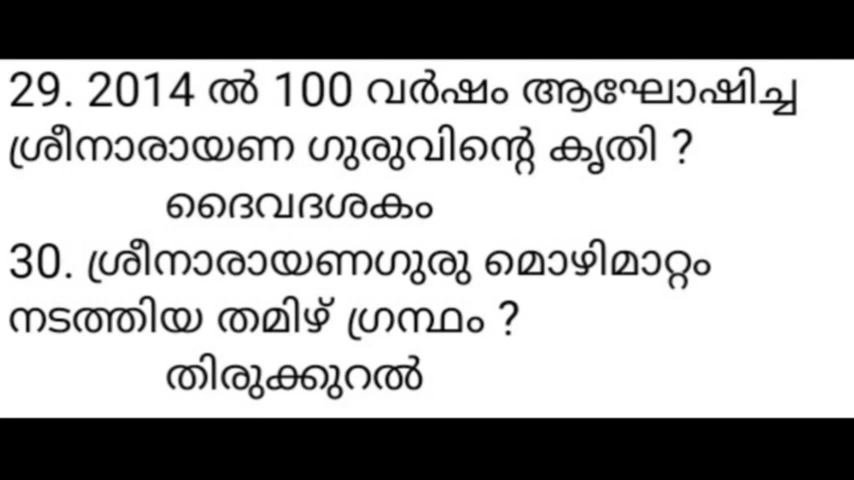 29. 2014 ൽ 100 വർഷം ആഘോഷിച്ച
ശ്രീനാരായണ ഗുരുവിന്റെ കൃതി ?
ദൈവദശകം
30. ശ്രീനാരായണഗുരു മൊഴിമാറ്റം
നടത്തിയ തമിഴ് ഗ്രന്ഥം ?
തിരുക്കുറൽ